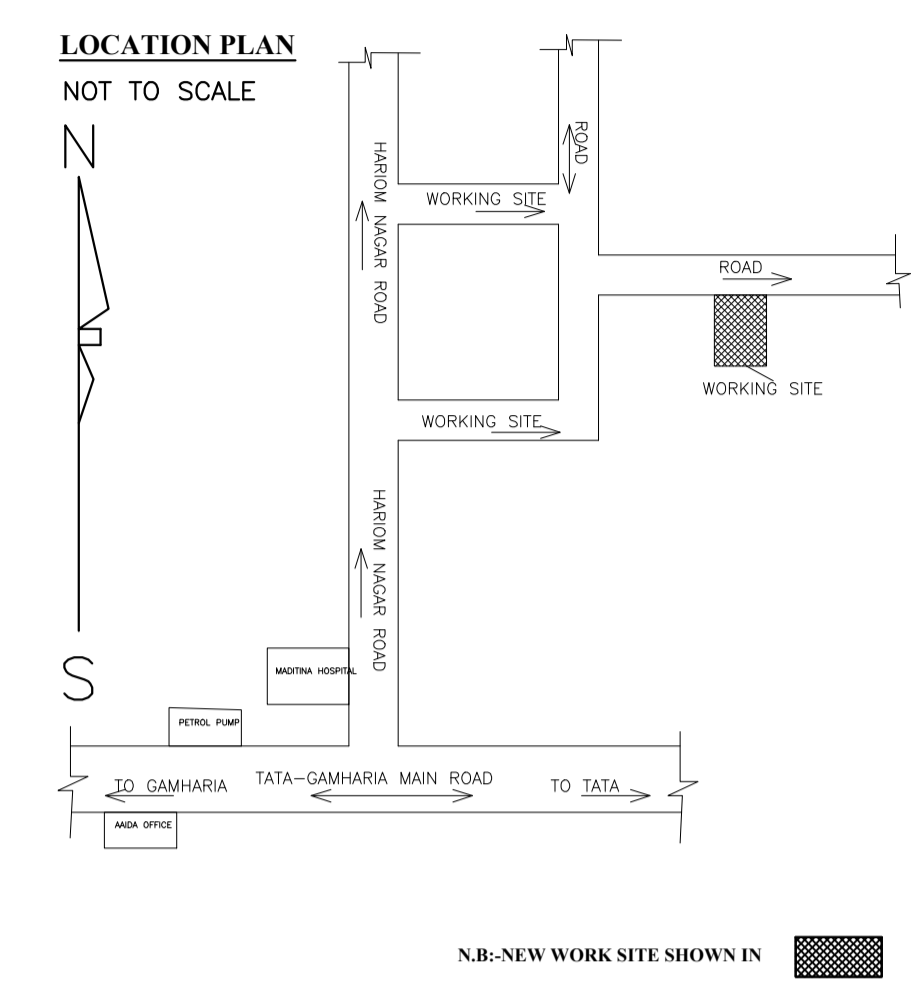 LOCATION PLAN
NOT TO SCALE
N
S
HARIOM NAGAR ROAD
ROAD
WORKING SITE
ROAD
WORKING SITE
WORKING SITE
HARIOM NAGAR ROAD
MADITINA HOSPITAL
PETROL PUMP
TO GAMHARIA
TATA-GAMHARIA MAIN ROAD
TO TATA
AAIDA OFFICE
N.B:-NEW WORK SITE SHOWN IN